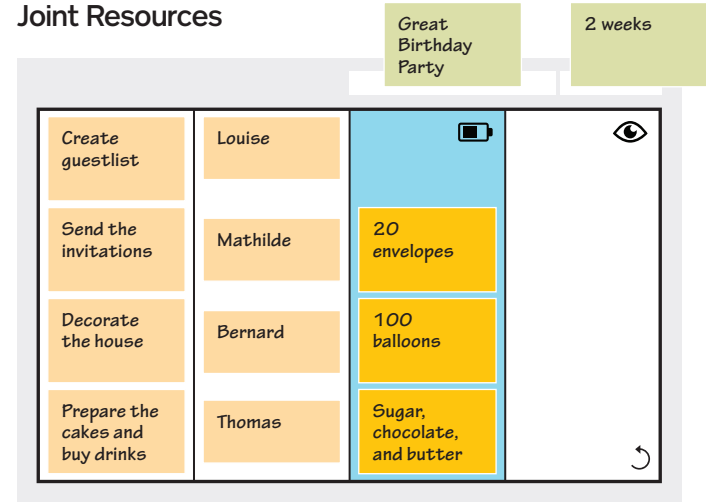 Joint Resources
Great
Birthday
Party
2 weeks
Create
guestlist
Louise
Send the
invitations
Mathilde
20
envelopes
Decorate
the house
Bernard
100
balloons
Prepare the
cakes and
buy drinks
Thomas
Sugar,
chocolate,
and butter